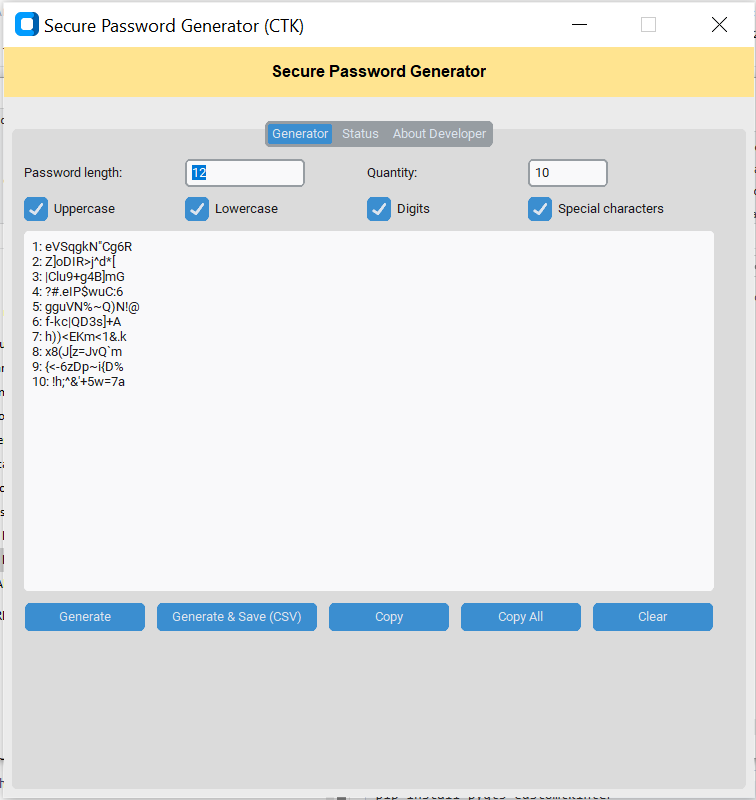 Secure Password Generator (CTK)
Secure Password Generator
Generator Status About Developer
Password length: 12 Quantity: 10
Uppercase Lowercase Digits Special characters
1: eVSqgkN"Cg6R
2: Z]oDIR>j^d*[
3: |Clu9+g4B]mG
4: ?#.eIP$wuC:6
5: gguVN%~Q)N!@
6: f-kc|QD3s]+A
7: h))<EKm<1&.k
8: x8(J[z=JvQ`m
9: {<-6zDp~i{D%
10: !h;^&'+5w=7a
Generate Generate & Save (CSV) Copy Copy All Clear